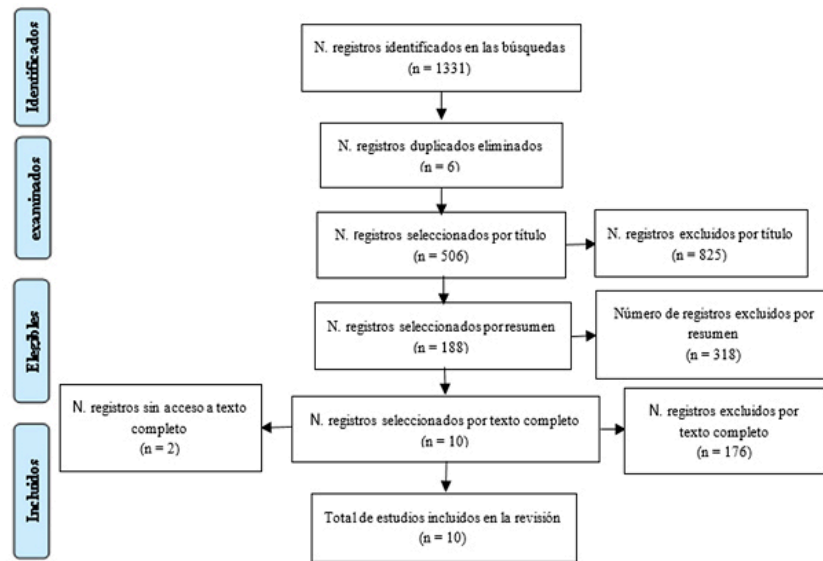 Identificados
N. registros identificados en las búsquedas
(n = 1331)
N. registros duplicados eliminados
(n = 6)
examinados
N. registros seleccionados por título
(n = 506)
N. registros excluidos por título
(n = 825)
Elegibles
N. registros seleccionados por resumen
(n = 188)
Número de registros excluidos por
resumen
(n = 318)
N. registros sin acceso a texto
completo
(n = 2)
N. registros seleccionados por texto completo
(n = 10)
N. registros excluidos por
texto completo
(n = 176)
Incluidos
Total de estudios incluidos en la revisión
(n = 10)